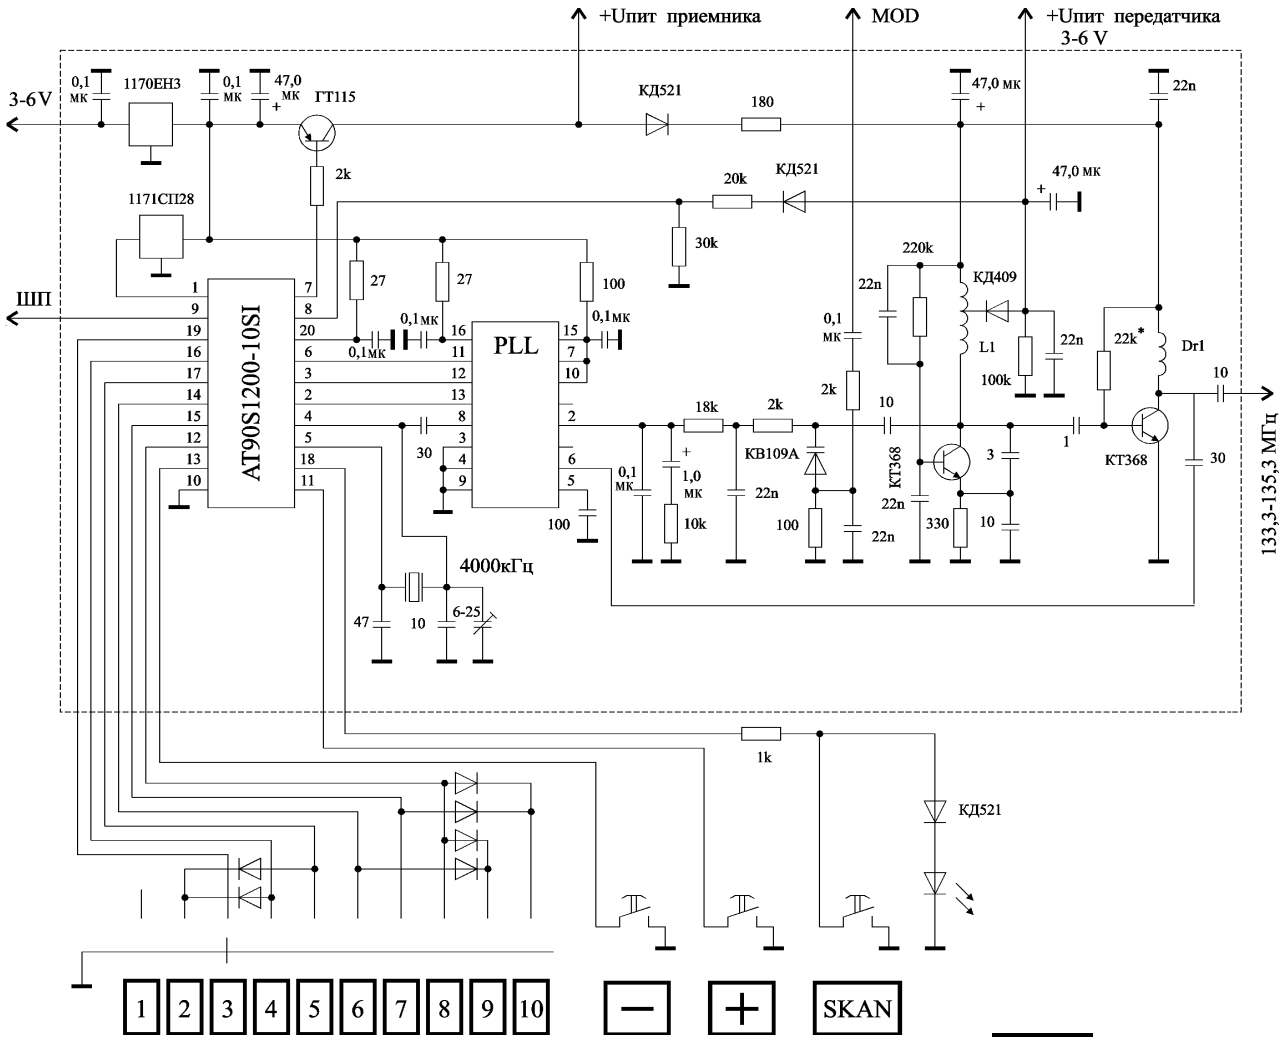 +Uпит приемника
MOD
+Uпит передатчика
3-6 V
0,1
мк
1170ЕН3
0,1
мк
47,0
мк
+
ГТ115
КД521
180
47,0 мк
+
22n
3-6V
2k
1171СП28
20k
КД521
+
47,0 мк
30k
27
27
100
220k
22n
КД409
ШП
1
9
19
16
17
14
15
12
13
10
AT90S1200-10SI
7
8
20
6
3
2
4
5
18
11
0,1мк
0,1мк
16
11
12
13
8
3
4
9
PLL
15
7
10
2
6
5
0,1мк
0,1
мк
2k
L1
100k
22n
22k*
Dr1
10
30
18k
2k
10
КВ109А
КТ368
3
1
КТ368
30
0,1
мк
+
1,0
мк
10k
22n
100
22n
22n
330
10
100
133,3-135,3 МГц
4000кГц
47
10
6-25
1k
КД521
1
2
3
4
5
6
7
8
9
10
−
+
SKAN